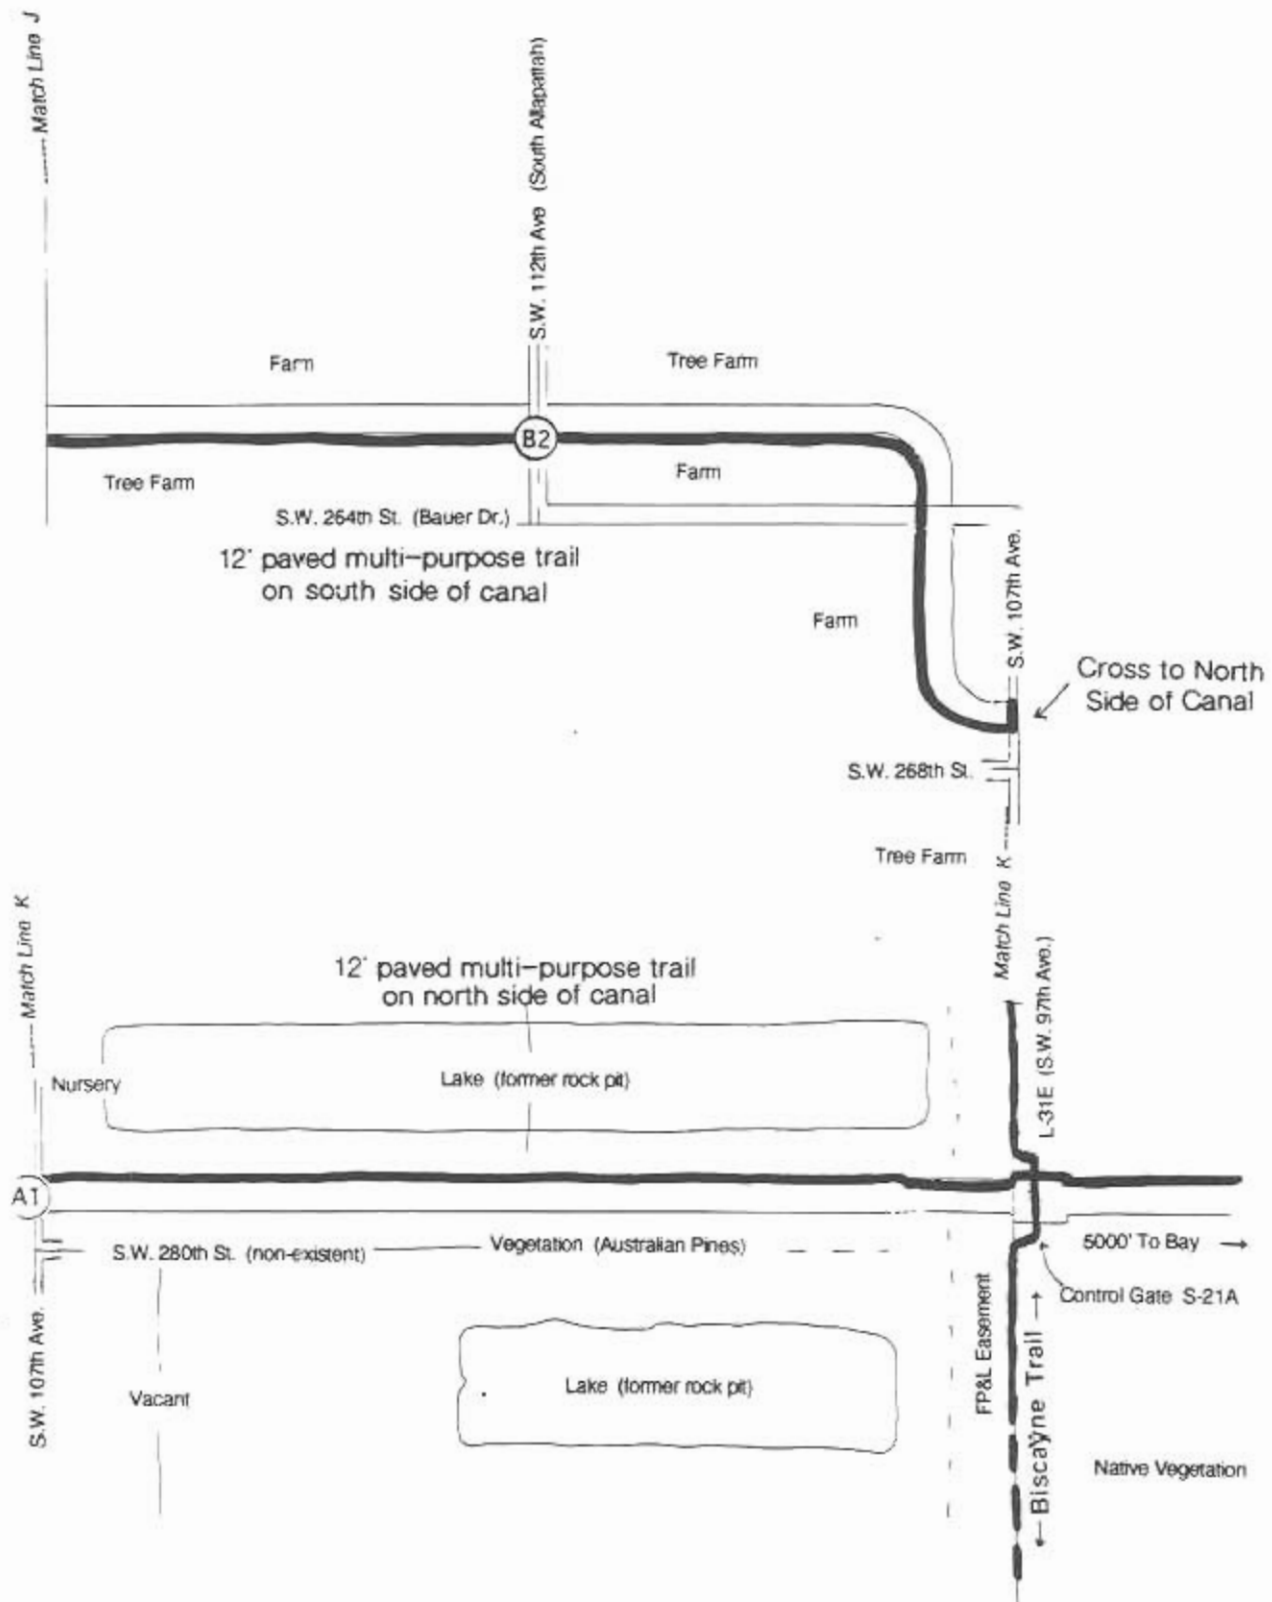 Match Line J
S.W. 112th Ave (South Allapattah)
Farm
Tree Farm
B2
Tree Farm
Farm
S.W. 264th St. (Bauer Dr.)
12' paved multi-purpose trail
on south side of canal
Farm
S.W. 107th Ave.
Cross to North
Side of Canal
S.W. 268th St.
Tree Farm
Match Line K
Match Line K
12' paved multi-purpose trail
on north side of canal
L-31E (S.W. 97th Ave.)
Nursery
Lake (former rock pit)
A1
S.W. 280th St. (non-existent)
Vegetation (Australian Pines)
5000' To Bay
Control Gate S-21A
S.W. 107th Ave.
Vacant
Lake (former rock pit)
FP&L Easement
Biscayne Trail
Native Vegetation